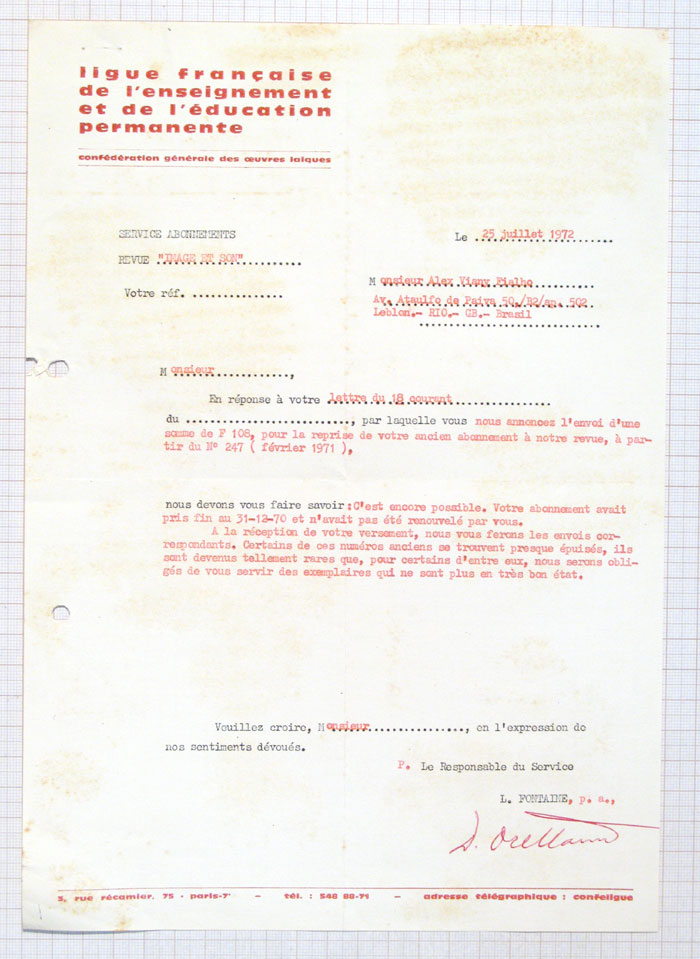 ligue française
de l'enseignement
et de l'éducation
permanente
confédération générale des œuvres laïques
SERVICE ABONNEMENTS
Le 25 juillet 1972
REVUE "IMAGE ET SON"
Monsieur Alex Viany Fialho
Votre réf.
Av. Ataulfo de Paiva 50./B2/ap. 502
Leblon.- RIO.- GB.- Brasil
Monsieur,
En réponse à votre lettre du 18 courant
du , par laquelle vous nous annoncez l'envoi d'une
somme de F 108, pour la reprise de votre ancien abonnement à notre revue, à par-
tir du N° 247 ( février 1971 ),
nous devons vous faire savoir: C'est encore possible. Votre abonnement avait
pris fin au 31-12-70 et n'avait pas été renouvelé par vous.
A la réception de votre versement, nous vous ferons les envois cor-
respondants. Certains de ces numéros anciens se trouvent presque épuisés, ils
sont devenus tellement rares que, pour certains d'entre eux, nous serons obli-
gés de vous servir des exemplaires qui ne sont plus en très bon état.
Veuillez croire, Monsieur, en l'expression de
nos sentiments dévoués.
P. Le Responsable du Service
L. FONTAINE, p. a.,
D. Orellana
3, rue récamier, 75 - paris-7e - tél. : 548 88-71 - adresse télégraphique : confeligue